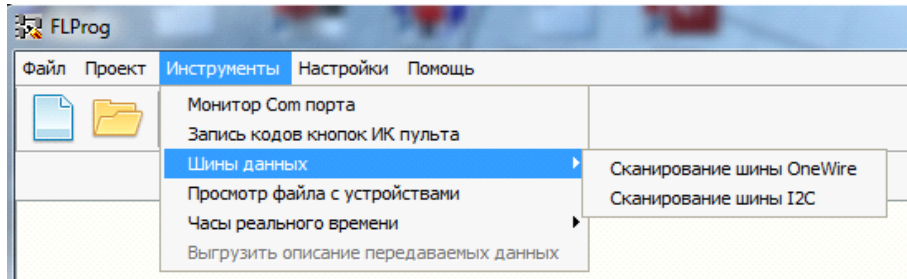 FLProg
Файл Проект Инструменты Настройки Помощь
Монитор Com порта
Запись кодов кнопок ИК пульта
Шины данных
Сканирование шины OneWire
Сканирование шины I2C
Просмотр файла с устройствами
Часы реального времени
Выгрузить описание передаваемых данных